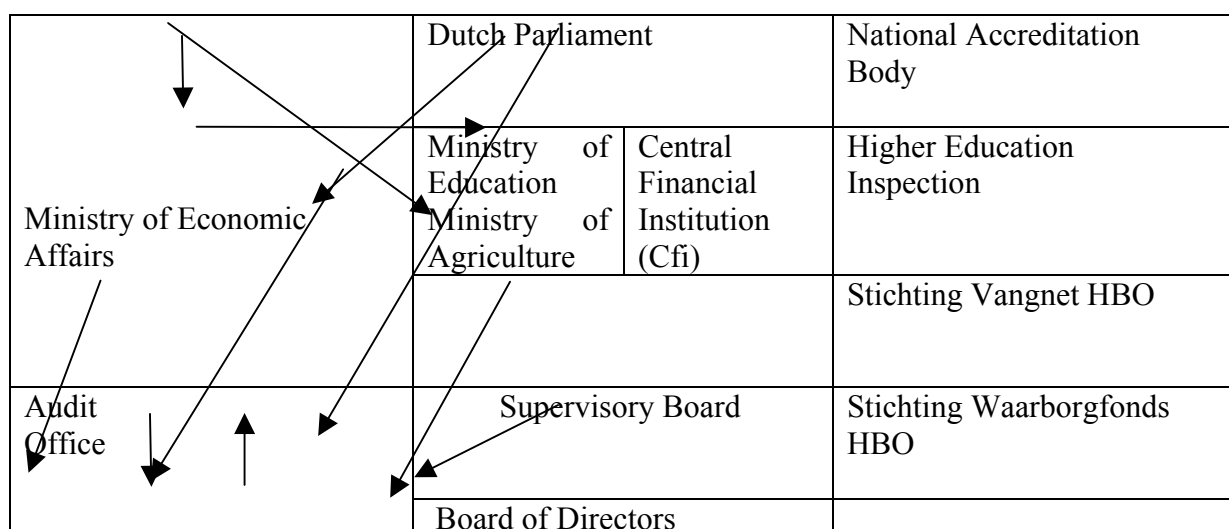 Dutch Parliament
National Accreditation
Body
Ministry of
Education
Ministry of
Agriculture
Central
Financial
Institution
(Cfi)
Higher Education
Inspection
Ministry of Economic
Affairs
Stichting Vangnet HBO
Audit
Office
Supervisory Board
Stichting Waarborgfonds
HBO
Board of Directors